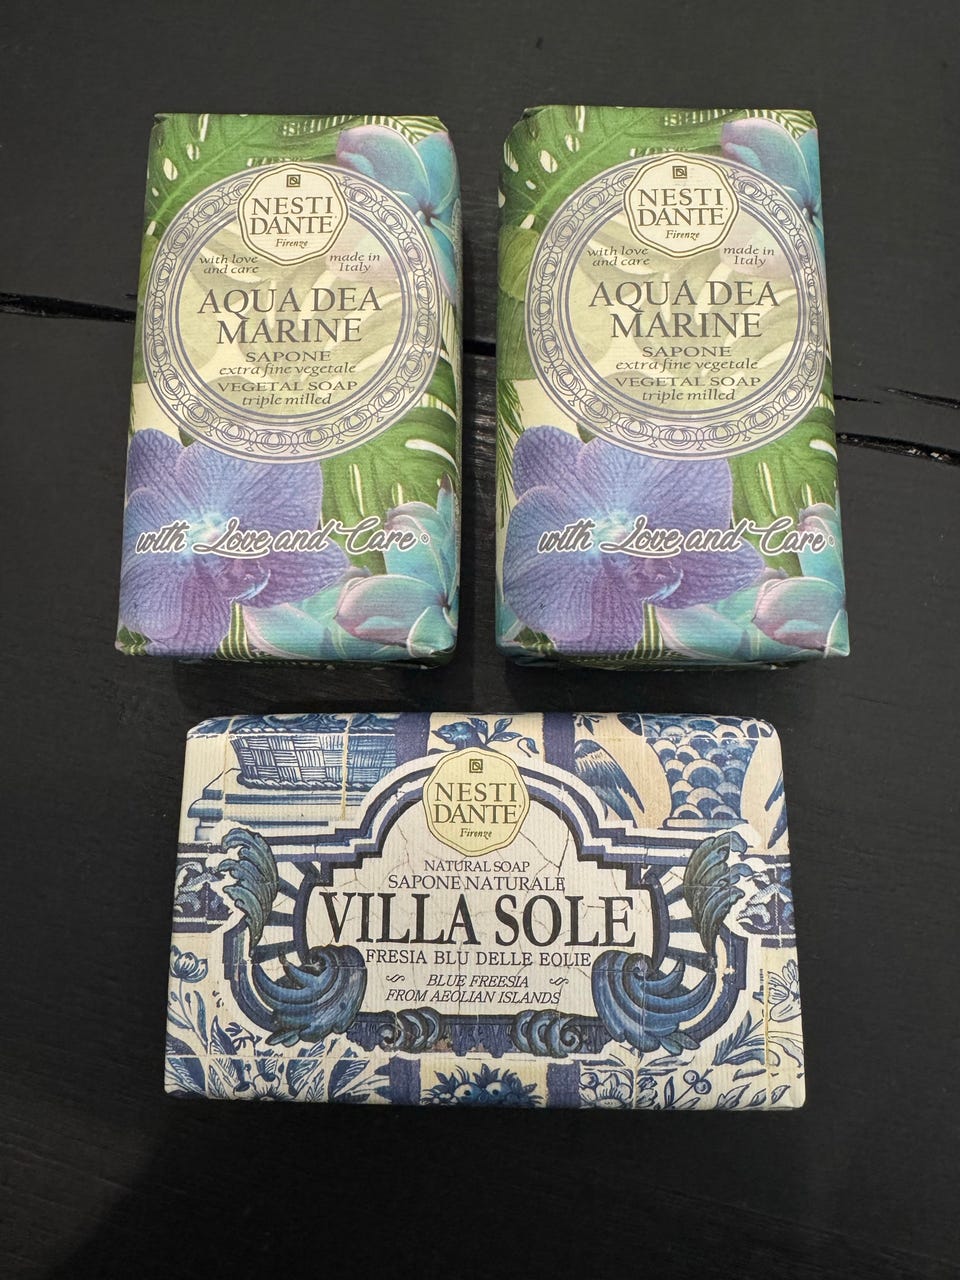 NESTI
DANTE
Firenze
with love
and care
made in
Italy
AQUA DEA
MARINE
SAPONE
extra fine vegetale
VEGETAL SOAP
triple milled
with Love and Care®
NESTI
DANTE
Firenze
with love
and care
made in
Italy
AQUA DEA
MARINE
SAPONE
extra fine vegetale
VEGETAL SOAP
triple milled
with Love and Care®
NESTI
DANTE
Firenze
NATURAL SOAP
SAPONE NATURALE
VILLA SOLE
FRESIA BLU DELLE EOLIE
BLUE FREESIA
FROM AEOLIAN ISLANDS